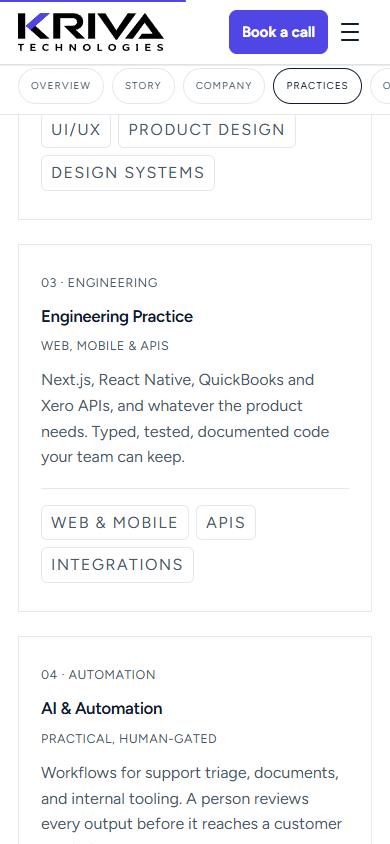 KRIVA
TECHNOLOGIES
Book a call
OVERVIEW
STORY
COMPANY
PRACTICES
UI/UX
PRODUCT DESIGN
DESIGN SYSTEMS
03 · ENGINEERING
Engineering Practice
WEB, MOBILE & APIS
Next.js, React Native, QuickBooks and
Xero APIs, and whatever the product
needs. Typed, tested, documented code
your team can keep.
WEB & MOBILE
APIS
INTEGRATIONS
04 · AUTOMATION
AI & Automation
PRACTICAL, HUMAN-GATED
Workflows for support triage, documents,
and internal tooling. A person reviews
every output before it reaches a customer